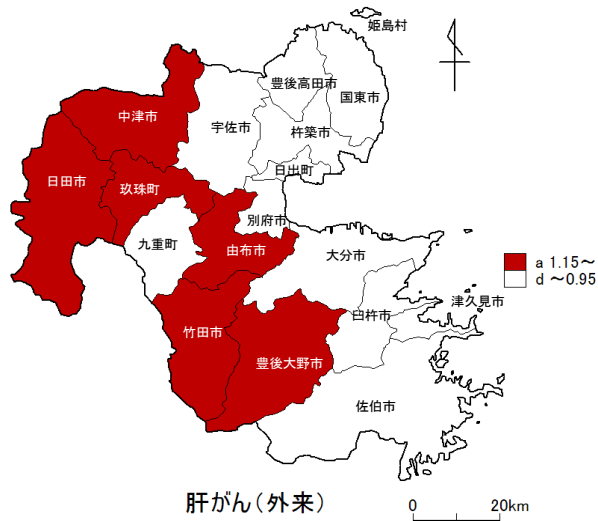 姫島村
豊後高田市
国東市
中津市
宇佐市
杵築市
日出町
日田市
玖珠町
別府市
九重町
由布市
大分市
a 1.15～
d ～0.95
津久見市
臼杵市
竹田市
豊後大野市
佐伯市
肝がん（外来）
0 20km